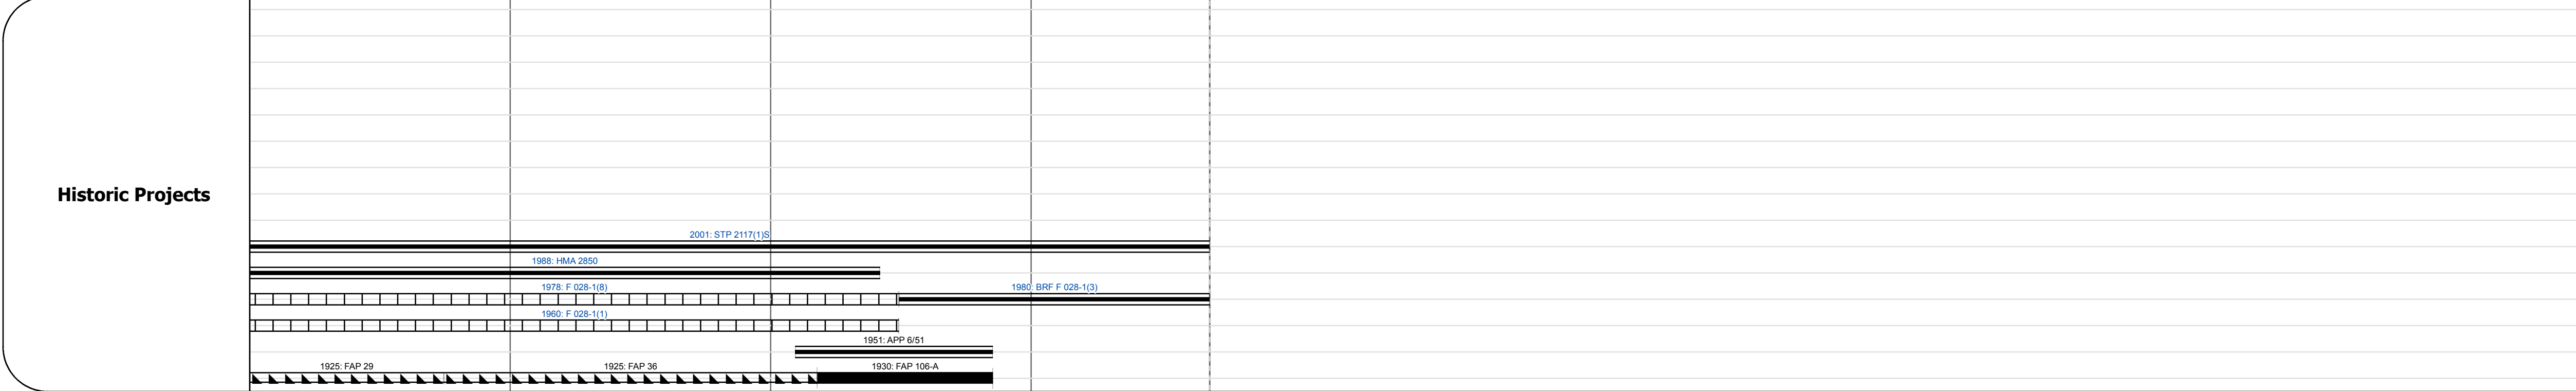 Historic Projects
2001: STP 2117(1)S
1988: HMA 2850
1978: F 028-1(8)
1980: BRF F 028-1(3)
1960: F 028-1(1)
1951: APP 6/51
1925: FAP 29
1925: FAP 36
1930: FAP 106-A